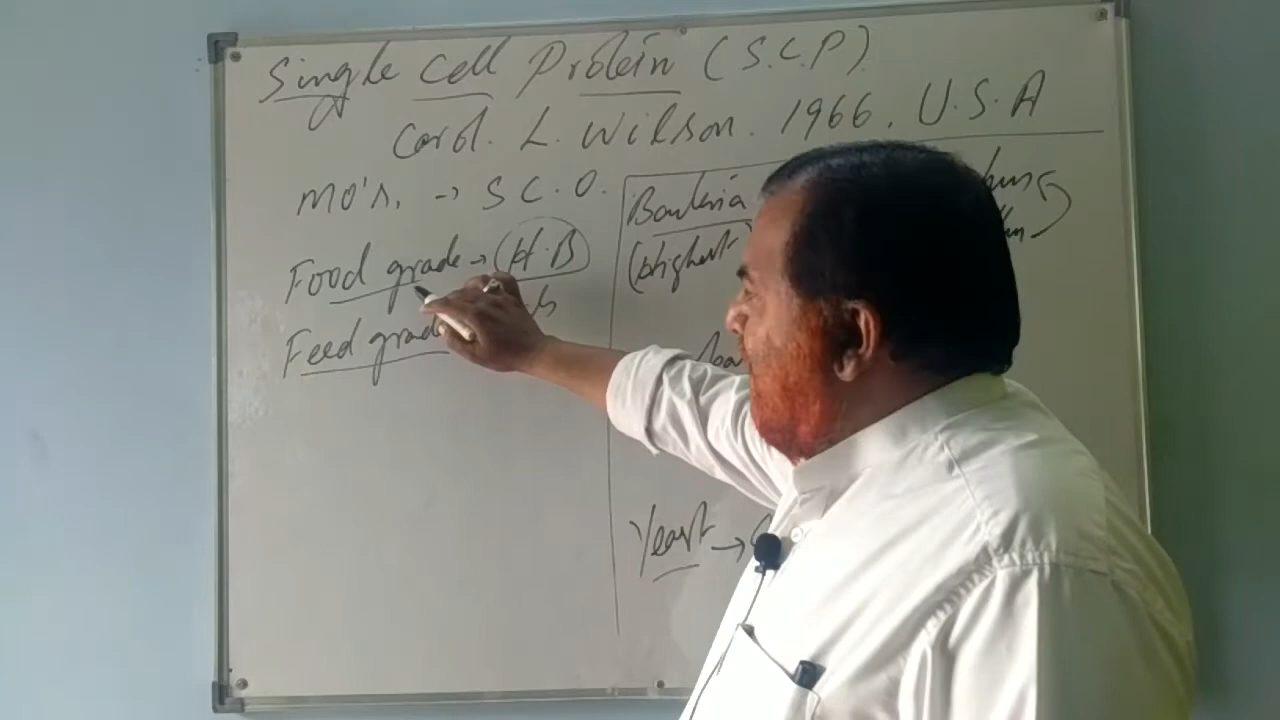 Single Cell Protein (S.C.P)
Carol. L. Wilson. 1966. U.S.A
MO's. → S C.O.
Food grade → (H.B)
Feed grade
Bacteria
(Highest
Yeast →